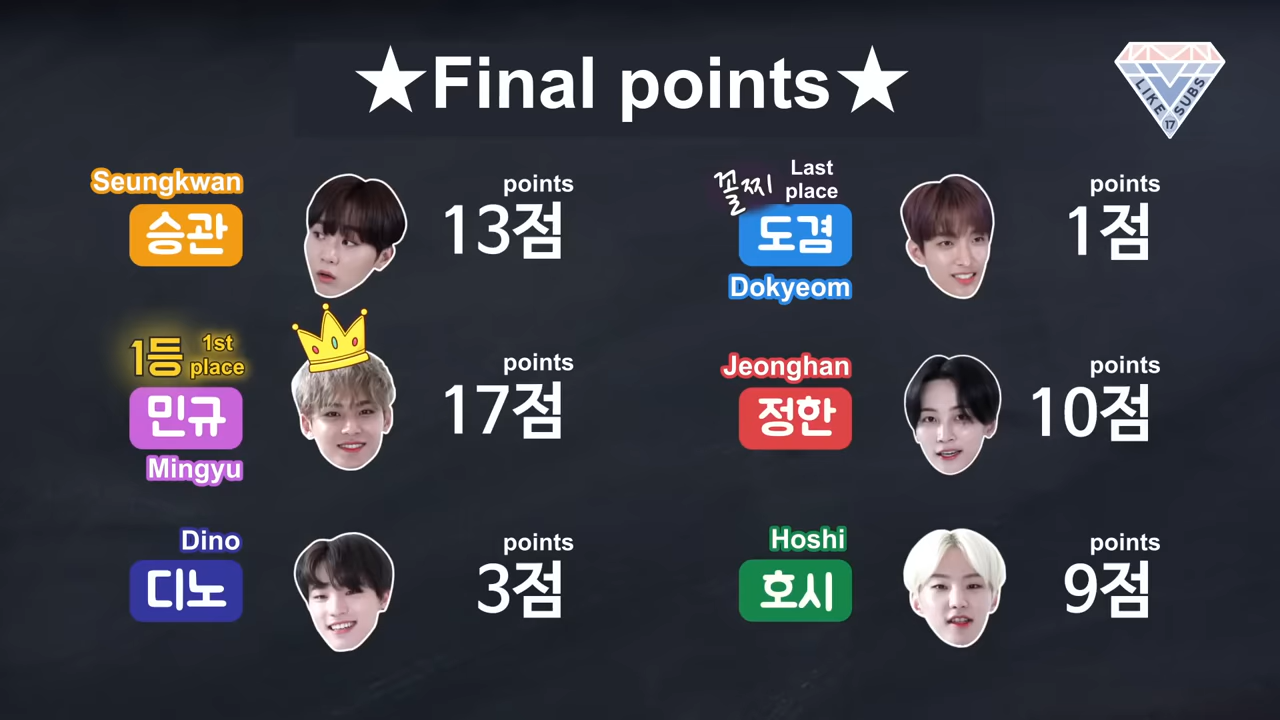 ★Final points★
LIKE 17 SUBS
Seungkwan
승관
points
13점
꼴찌
Last
place
도겸
Dokyeom
points
1점
1등
1st
place
민규
Mingyu
points
17점
Jeonghan
정한
points
10점
Dino
디노
points
3점
Hoshi
호시
points
9점